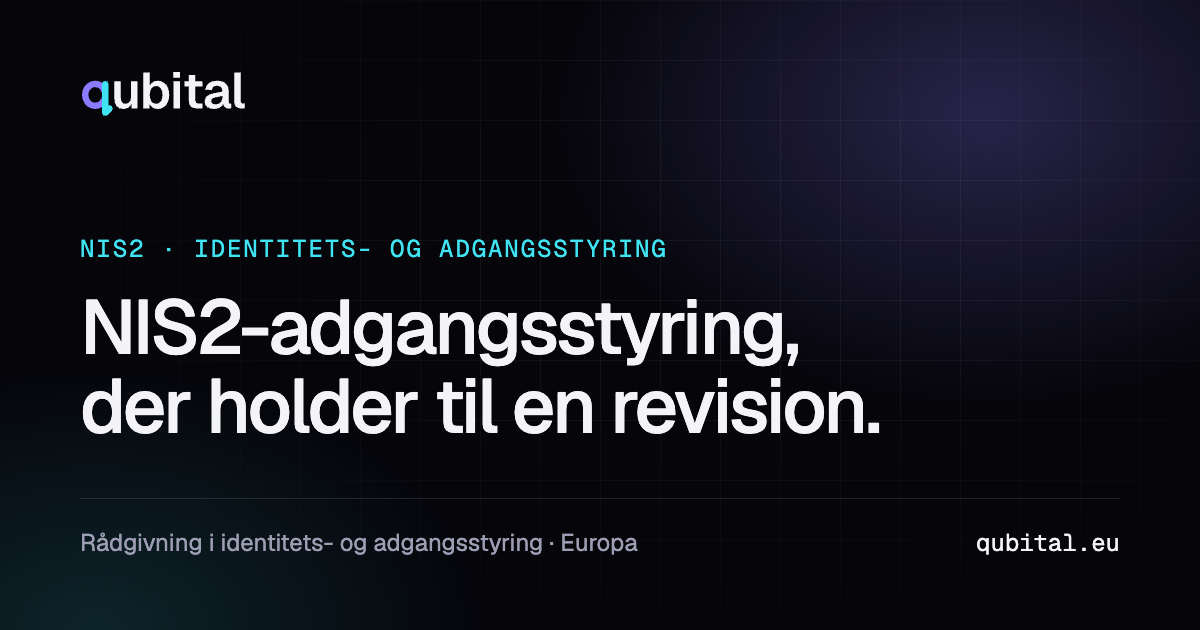 qubital
NIS2 · IDENTITETS- OG ADGANGSSTYRING
NIS2-adgangsstyring,
der holder til en revision.
Rådgivning i identitets- og adgangsstyring · Europa
qubital.eu